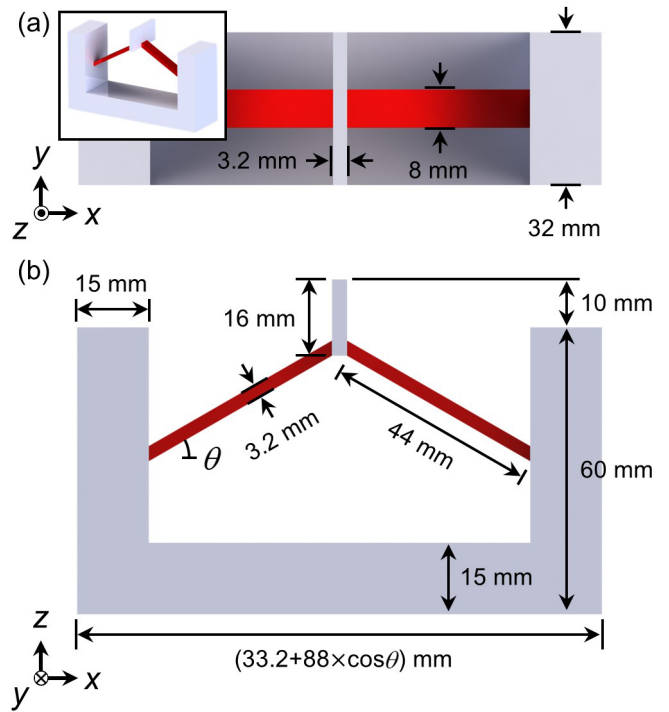 (a)
y
z
x
3.2 mm
8 mm
32 mm
(b)
15 mm
16 mm
10 mm
θ
3.2 mm
44 mm
60 mm
15 mm
z
y
x
(33.2+88×cosθ) mm